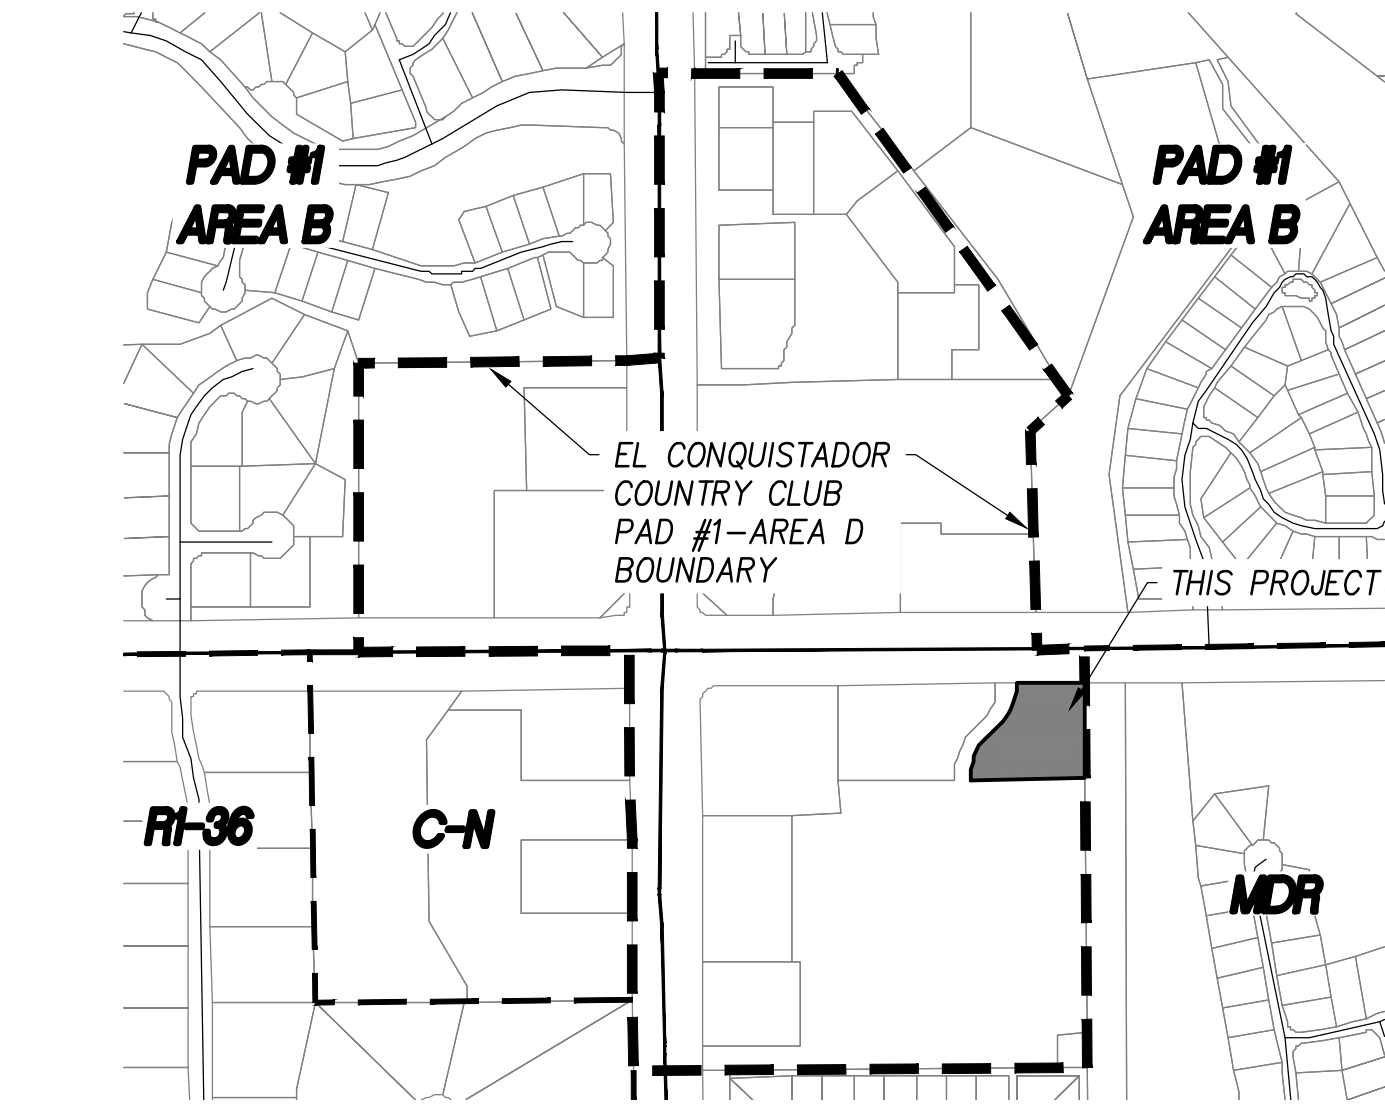 PAD #1
AREA B
PAD #1
AREA B
EL CONQUISTADOR
COUNTRY CLUB
PAD #1-AREA D
BOUNDARY
THIS PROJECT
R1-36
C-N
MDR